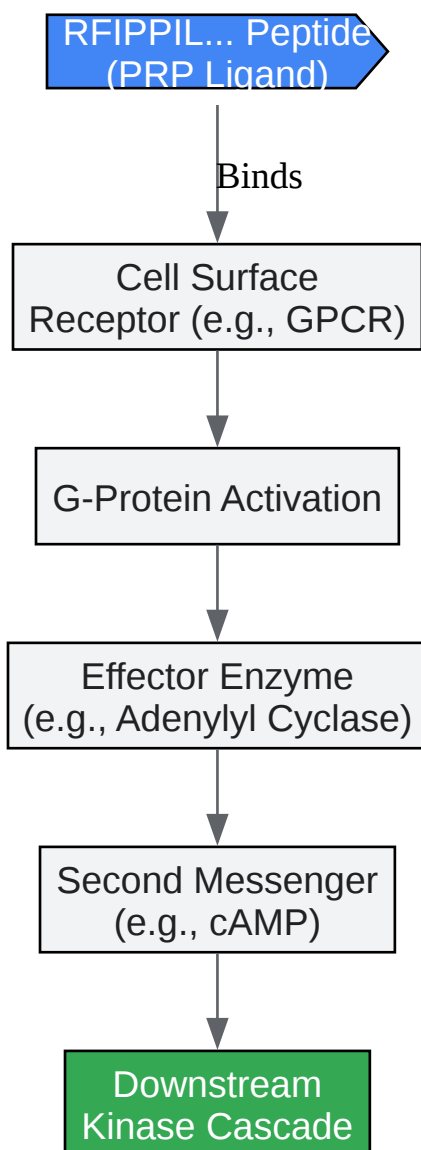 RFIPPIL... Peptide
(PRP Ligand)
Binds
Cell Surface
Receptor (e.g., GPCR)
G-Protein Activation
Effector Enzyme
(e.g., Adenylyl Cyclase)
Second Messenger
(e.g., cAMP)
Downstream
Kinase Cascade